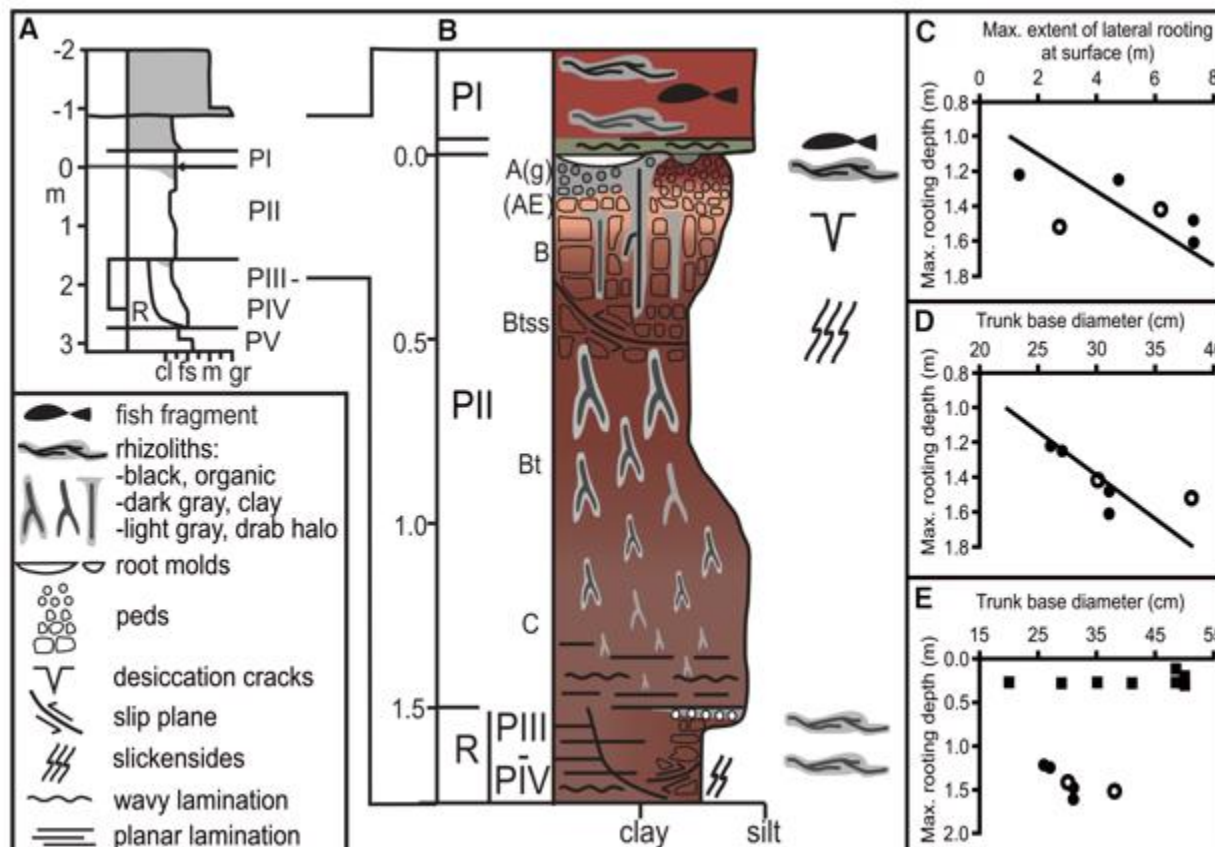 A
-2
-1
0
m
1
2
3
PI
PII
PIII -
PIV
PV
R
cl fs m gr
fish fragment
rhizoliths:
-black, organic
-dark gray, clay
-light gray, drab halo
root molds
peds
desiccation cracks
slip plane
slickensides
wavy lamination
planar lamination
B
PI
0.0
A(g)
(AE)
B
Btss
0.5
PII
Bt
1.0
C
1.5
R
PIII
-
PIV
clay silt
C
Max. extent of lateral rooting
at surface (m)
0 2 4 6 8
Max. rooting depth (m)
0.8
1.0
1.2
1.4
1.6
1.8
D
Trunk base diameter (cm)
20 25 30 35 40
Max. rooting depth (m)
0.8
1.0
1.2
1.4
1.6
1.8
E
Trunk base diameter (cm)
15 25 35 45 55
Max. rooting depth (m)
0.0
0.5
1.0
1.5
2.0